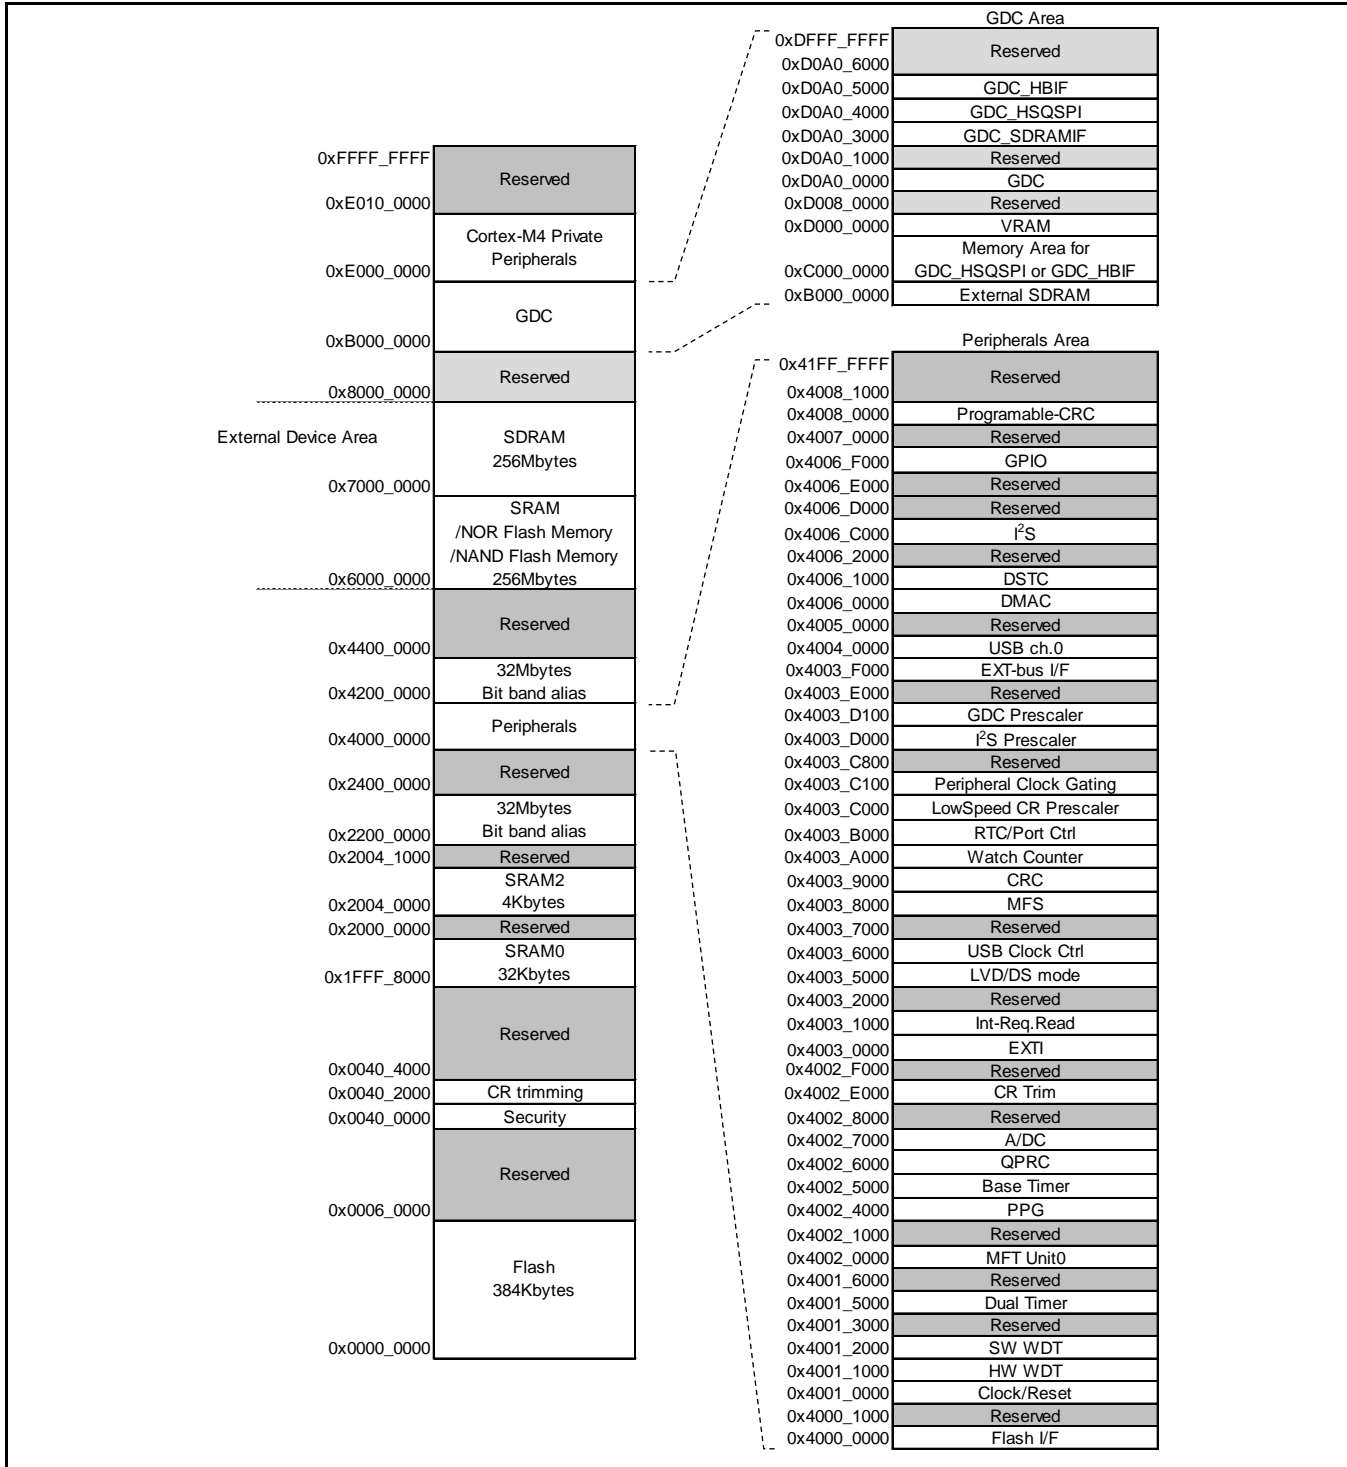 0xFFFF_FFFF
Reserved
0xE010_0000
Cortex-M4 Private
Peripherals
0xE000_0000
GDC
0xB000_0000
Reserved
0x8000_0000
External Device Area
SDRAM
256Mbytes
0x7000_0000
SRAM
/NOR Flash Memory
/NAND Flash Memory
0x6000_0000 256Mbytes
Reserved
0x4400_0000
32Mbytes
0x4200_0000 Bit band alias
Peripherals
0x4000_0000
Reserved
0x2400_0000
32Mbytes
0x2200_0000 Bit band alias
0x2004_1000 Reserved
SRAM2
0x2004_0000 4Kbytes
0x2000_0000 Reserved
SRAM0
0x1FFF_8000 32Kbytes
Reserved
0x0040_4000
0x0040_2000 CR trimming
0x0040_0000 Security
Reserved
0x0006_0000
Flash
384Kbytes
0x0000_0000
GDC Area
0xDFFF_FFFF
Reserved
0xD0A0_6000
0xD0A0_5000 GDC_HBIF
0xD0A0_4000 GDC_HSQSPI
0xD0A0_3000 GDC_SDRAMIF
0xD0A0_1000 Reserved
0xD0A0_0000 GDC
0xD008_0000 Reserved
0xD000_0000 VRAM
Memory Area for
0xC000_0000 GDC_HSQSPI or GDC_HBIF
0xB000_0000 External SDRAM
Peripherals Area
0x41FF_FFFF
Reserved
0x4008_1000
0x4008_0000 Programable-CRC
0x4007_0000 Reserved
0x4006_F000 GPIO
0x4006_E000 Reserved
0x4006_D000 Reserved
0x4006_C000 I²S
0x4006_2000 Reserved
0x4006_1000 DSTC
0x4006_0000 DMAC
0x4005_0000 Reserved
0x4004_0000 USB ch.0
0x4003_F000 EXT-bus I/F
0x4003_E000 Reserved
0x4003_D100 GDC Prescaler
0x4003_D000 I²S Prescaler
0x4003_C800 Reserved
0x4003_C100 Peripheral Clock Gating
0x4003_C000 LowSpeed CR Prescaler
0x4003_B000 RTC/Port Ctrl
0x4003_A000 Watch Counter
0x4003_9000 CRC
0x4003_8000 MFS
0x4003_7000 Reserved
0x4003_6000 USB Clock Ctrl
0x4003_5000 LVD/DS mode
0x4003_2000 Reserved
0x4003_1000 Int-Req.Read
0x4003_0000 EXTI
0x4002_F000 Reserved
0x4002_E000 CR Trim
0x4002_8000 Reserved
0x4002_7000 A/DC
0x4002_6000 QPRC
0x4002_5000 Base Timer
0x4002_4000 PPG
0x4002_1000 Reserved
0x4002_0000 MFT Unit0
0x4001_6000 Reserved
0x4001_5000 Dual Timer
0x4001_3000 Reserved
0x4001_2000 SW WDT
0x4001_1000 HW WDT
0x4001_0000 Clock/Reset
0x4000_1000 Reserved
0x4000_0000 Flash I/F